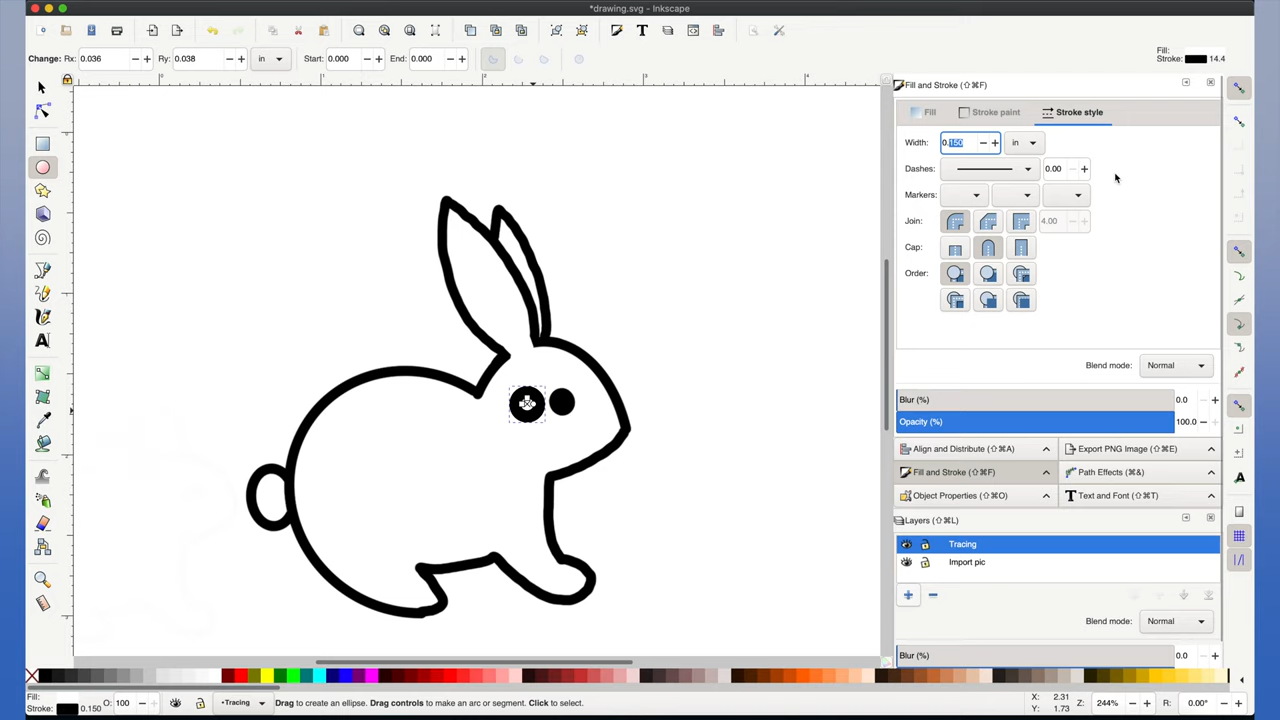 *drawing.svg - Inkscape
Change: Rx: 0.036 − + Ry: 0.038 − + in Start: 0.000 − + End: 0.000 − +
Fill:
Stroke: 14.4
Fill and Stroke (⇧⌘F)
Fill Stroke paint Stroke style
Width: 0.150 − + in
Dashes: 0.00 − +
Markers:
Join: 4.00 − +
Cap:
Order:
Blend mode: Normal
Blur (%) 0.0 − +
Opacity (%) 100.0 − +
Align and Distribute (⇧⌘A) Export PNG Image (⇧⌘E)
Fill and Stroke (⇧⌘F) Path Effects (⌘&)
Object Properties (⇧⌘O) Text and Font (⇧⌘T)
Layers (⇧⌘L)
Tracing
Import pic
Blend mode: Normal
Blur (%) 0.0 − +
Fill:
Stroke: 0.150 O: 100 − + •Tracing Drag to create an ellipse. Drag controls to make an arc or segment. Click to select. X: 2.31
Y: 1.73 Z: 244% − + R: 0.00° − +